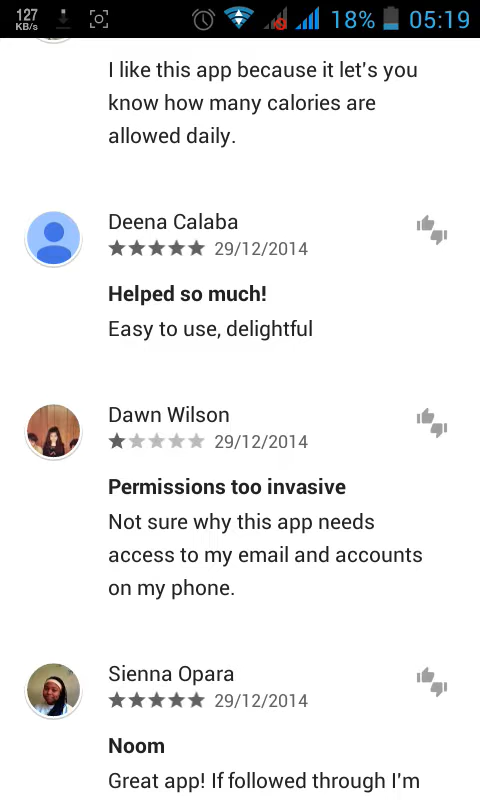 127
KB/s
18%
05:19
I like this app because it let's you
know how many calories are
allowed daily.
Deena Calaba
29/12/2014
Helped so much!
Easy to use, delightful
Dawn Wilson
29/12/2014
Permissions too invasive
Not sure why this app needs
access to my email and accounts
on my phone.
Sienna Opara
29/12/2014
Noom
Great app! If followed through I'm